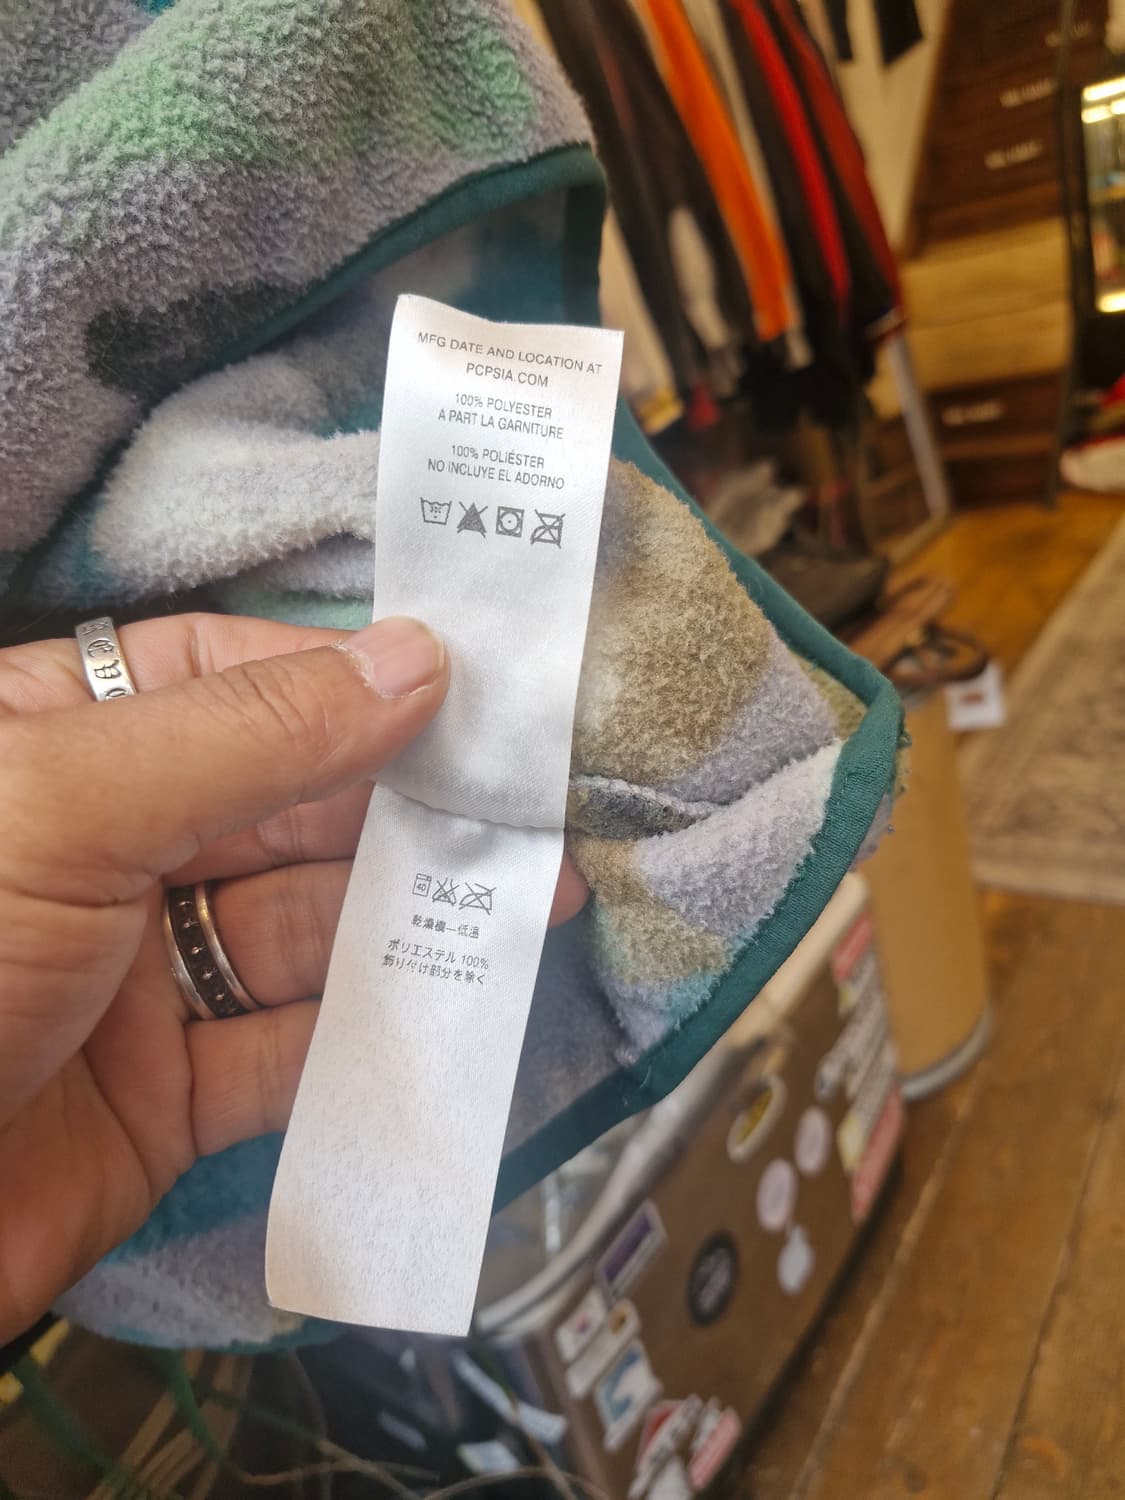 MFG DATE AND LOCATION AT
PCPSIA.COM
100% POLYESTER
A PART LA GARNITURE
100% POLIÉSTER
NO INCLUYE EL ADORNO
30C
40
乾燥機—低温
ポリエステル 100%
飾り付け部分を除く